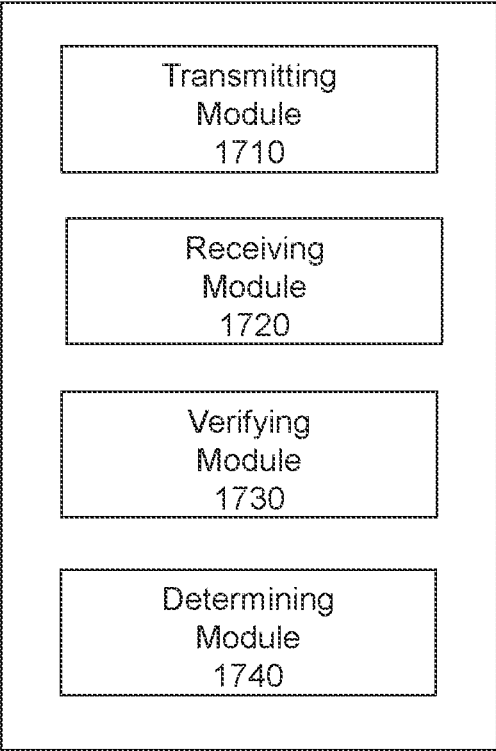 Transmitting
Module
1710
Receiving
Module
1720
Verifying
Module
1730
Determining
Module
1740